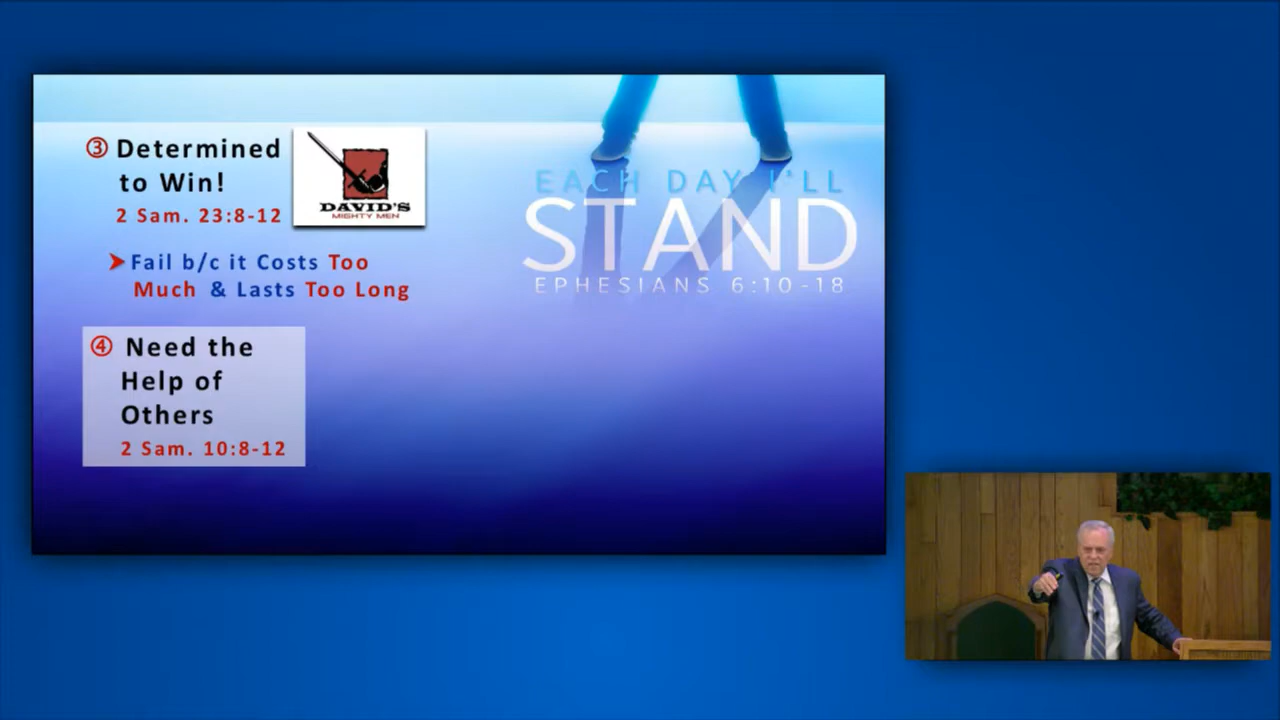 ③ Determined
to Win!
2 Sam. 23:8-12
DAVID'S
MIGHTY MEN
➤ Fail b/c it Costs Too
Much & Lasts Too Long
④ Need the
Help of
Others
2 Sam. 10:8-12
EACH DAY I'LL
STAND
EPHESIANS 6:10-18